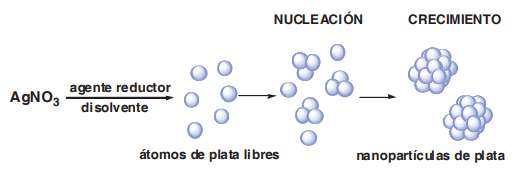 NUCLEACIÓN
CRECIMIENTO
AgNO3
agente reductor
disolvente
átomos de plata libres
nanopartículas de plata